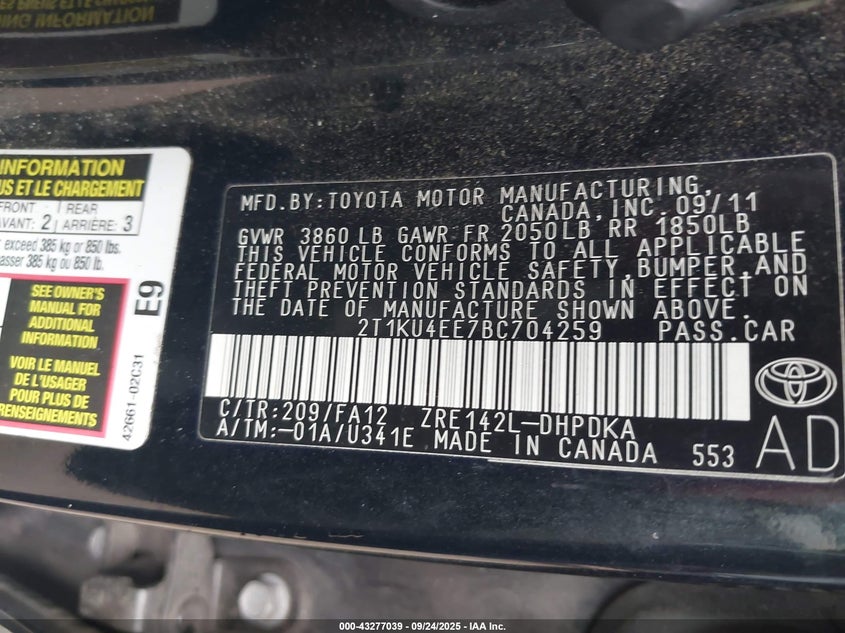 INFORMATION
US ET LE CHARGEMENT
FRONT
AVANT: 2
REAR
ARRIÈRE: 3
exceed 385 kg or 850 lbs.
passer 385 kg ou 850 lb.
SEE OWNER'S
MANUAL FOR
ADDITIONAL
INFORMATION
VOIR LE MANUEL
DE L'USAGER
POUR PLUS DE
RENSEIGNEMENTS
E9
42661-02C31
MFD.BY:TOYOTA MOTOR MANUFACTURING,
CANADA,INC.09/11
GVWR 3860LB GAWR FR 2050LB RR 1850LB
THIS VEHICLE CONFORMS TO ALL APPLICABLE
FEDERAL MOTOR VEHICLE SAFETY,BUMPER,AND
THEFT PREVENTION STANDARDS IN EFFECT ON
THE DATE OF MANUFACTURE SHOWN ABOVE.
2T1KU4EE7BC704259 PASS.CAR
C/TR:209/FA12 ZRE142L-DHPDKA
A/TM:-01A/U341E MADE IN CANADA 553
AD
000-43277039 - 09/24/2025 - IAA Inc.